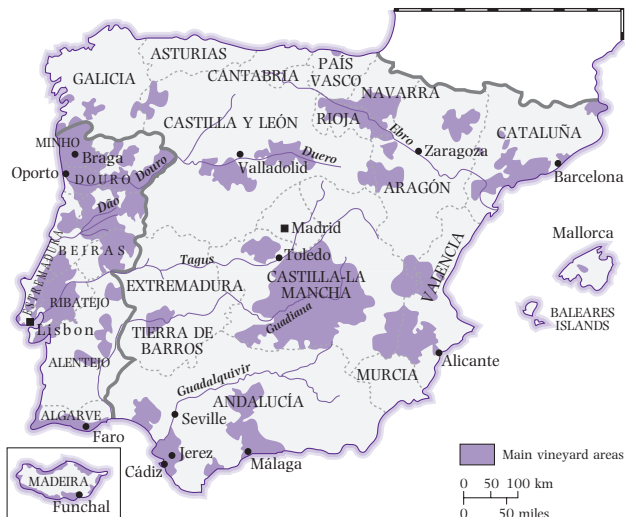 ASTURIAS
GALICIA
CANTABRIA
PAÍS
VASCO
NAVARRA
CASTILLA Y LEÓN
RIOJA
Ebro
CATALUÑA
MINHO
Braga
Oporto
DOURO
Douro
Valladolid
Duero
Zaragoza
Barcelona
ARAGÓN
Dão
BEIRAS
EXTREMADURA
Madrid
Toledo
Tagus
Mallorca
VALENCIA
RIBATEJO
EXTREMADURA
CASTILLA-LA
MANCHA
BALEARES
ISLANDS
Lisbon
TIERRA DE
BARROS
Guadiana
ALENTEJO
Alicante
MURCIA
Guadalquivir
ANDALUCÍA
ALGARVE
Faro
Seville
Jerez
Cádiz
Málaga
MADEIRA
Funchal
Main vineyard areas
0 50 100 km
0 50 miles